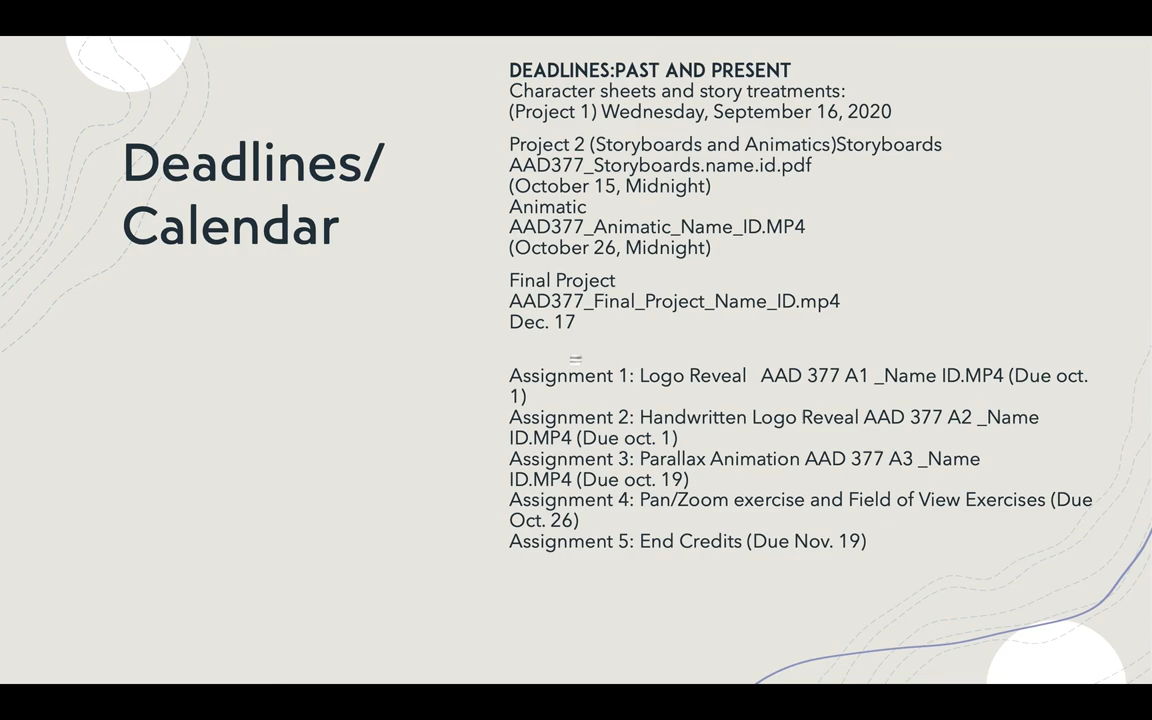 Deadlines/
Calendar
DEADLINES:PAST AND PRESENT
Character sheets and story treatments:
(Project 1) Wednesday, September 16, 2020
Project 2 (Storyboards and Animatics)Storyboards
AAD377_Storyboards.name.id.pdf
(October 15, Midnight)
Animatic
AAD377_Animatic_Name_ID.MP4
(October 26, Midnight)
Final Project
AAD377_Final_Project_Name_ID.mp4
Dec. 17
Assignment 1: Logo Reveal   AAD 377 A1 _Name ID.MP4 (Due oct.
1)
Assignment 2: Handwritten Logo Reveal AAD 377 A2 _Name
ID.MP4 (Due oct. 1)
Assignment 3: Parallax Animation AAD 377 A3 _Name
ID.MP4 (Due oct. 19)
Assignment 4: Pan/Zoom exercise and Field of View Exercises (Due
Oct. 26)
Assignment 5: End Credits (Due Nov. 19)